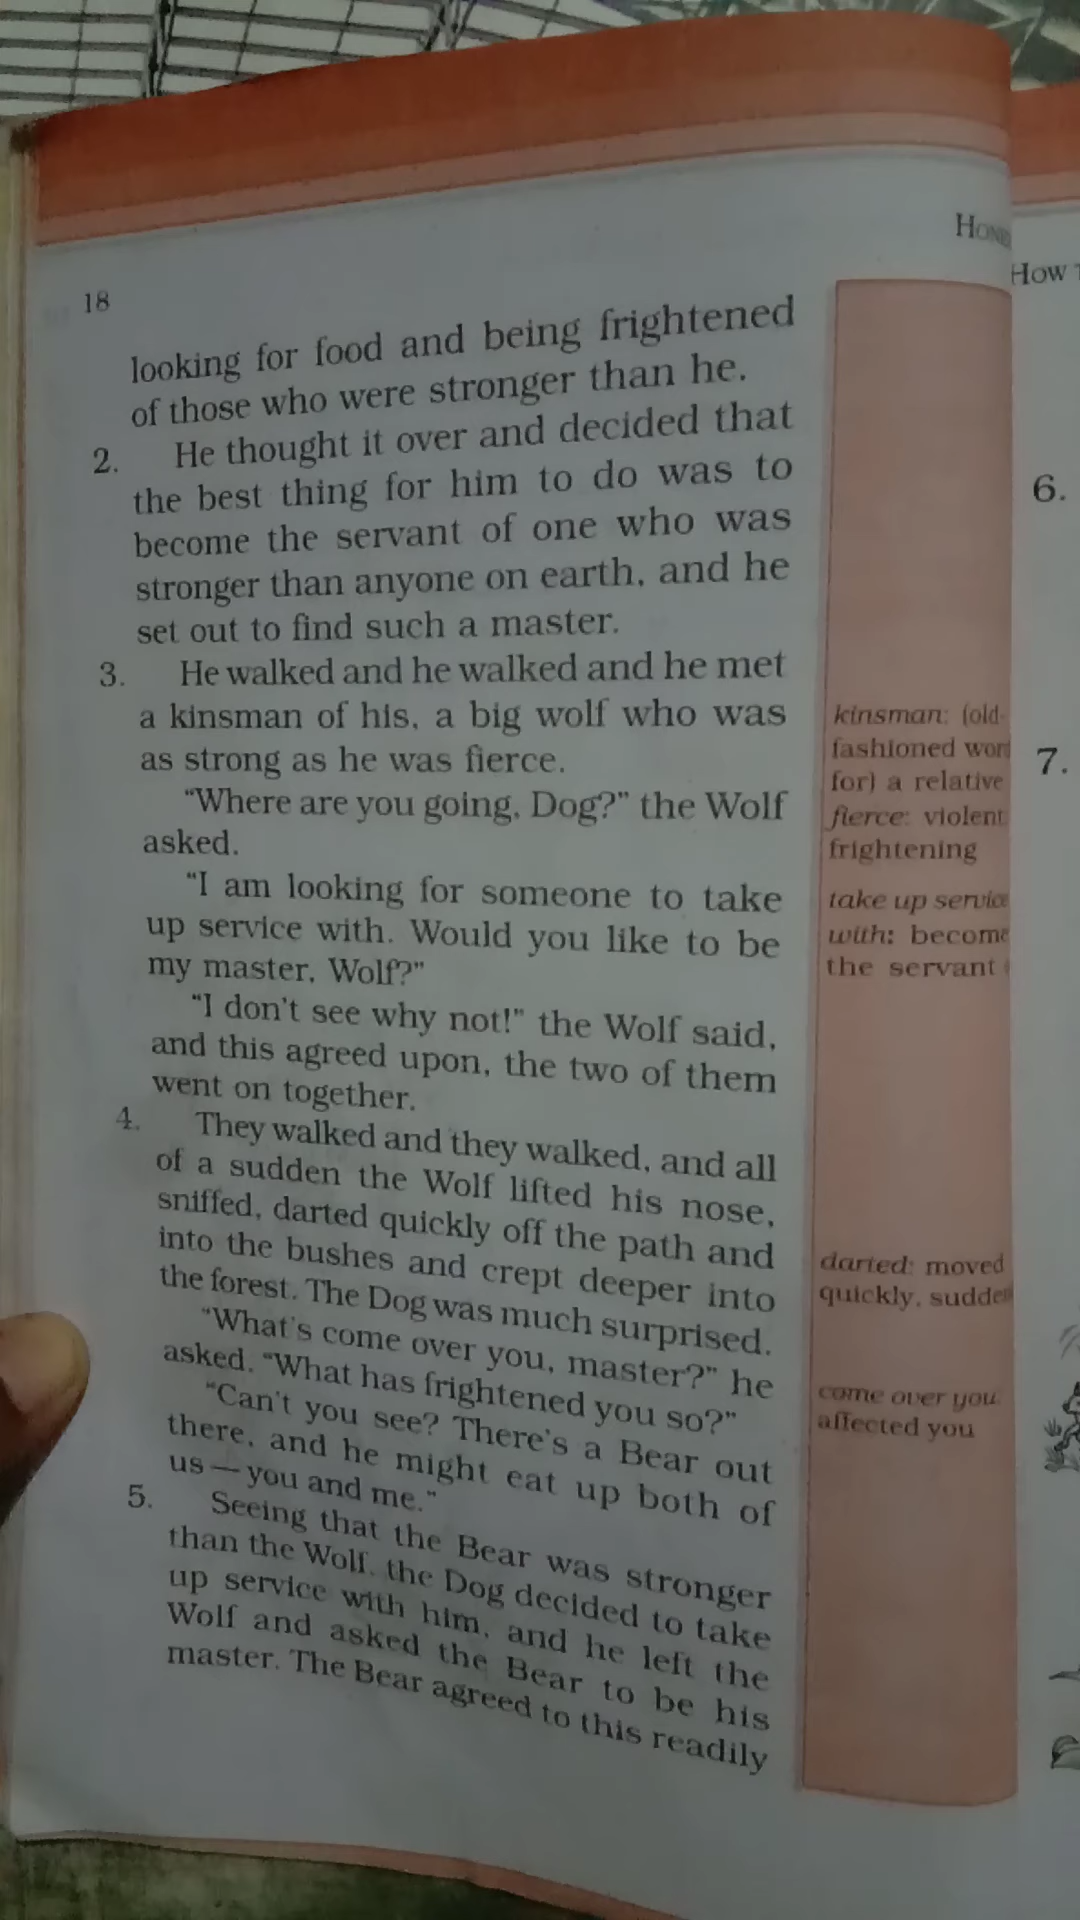 18
looking for food and being frightened
of those who were stronger than he.
2. He thought it over and decided that
the best thing for him to do was to
become the servant of one who was
stronger than anyone on earth, and he
set out to find such a master.
3. He walked and he walked and he met
a kinsman of his, a big wolf who was
as strong as he was fierce.
"Where are you going, Dog?" the Wolf
asked.
"I am looking for someone to take
up service with. Would you like to be
my master, Wolf?"
"I don't see why not!" the Wolf said,
and this agreed upon, the two of them
went on together.
4. They walked and they walked, and all
of a sudden the Wolf lifted his nose,
sniffed, darted quickly off the path and
into the bushes and crept deeper into
the forest. The Dog was much surprised.
"What's come over you, master?" he
asked. "What has frightened you so?"
"Can't you see? There's a Bear out
there, and he might eat up both of
us — you and me."
5. Seeing that the Bear was stronger
than the Wolf, the Dog decided to take
up service with him, and he left the
Wolf and asked the Bear to be his
master. The Bear agreed to this readily
kinsman: (old-
fashioned
for) a relative
fierce: violent
frightening
take up service
with: become
the servant
darted: moved
quickly,
come over you:
affected you
How
6.
7.